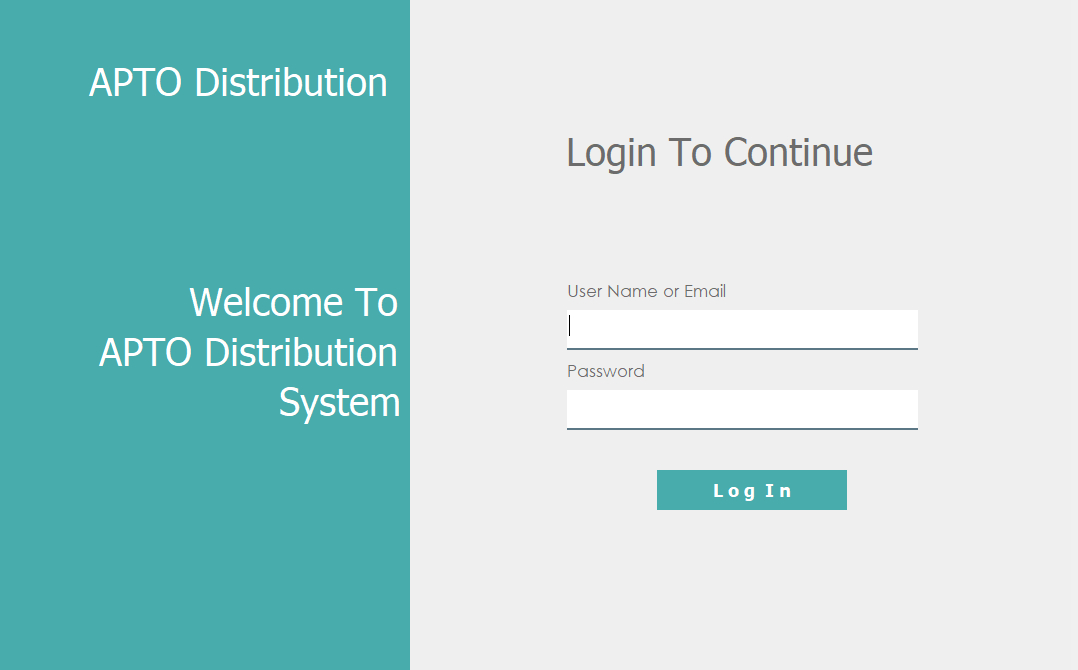 APTO Distribution
Welcome To
APTO Distribution
System
Login To Continue
User Name or Email
Password
Log In